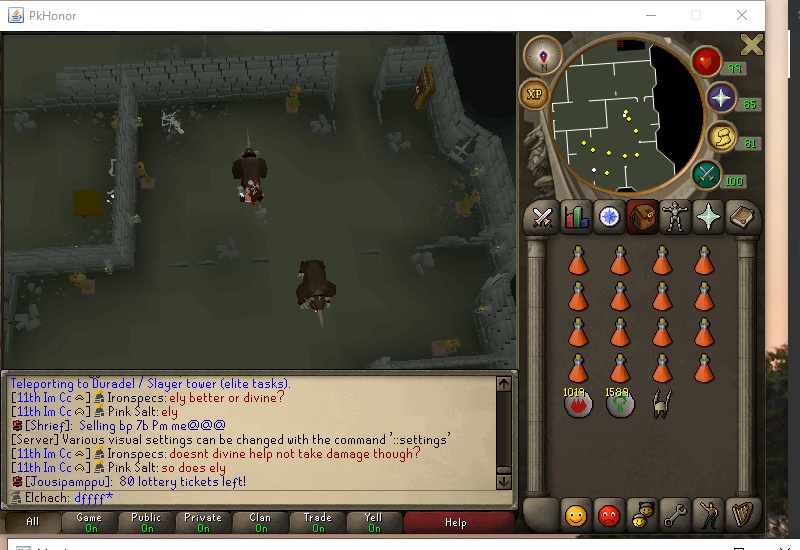 PkHonor
N
XP
99
85
81
100
1019 1589
Teleporting to Duradel / Slayer tower (elite tasks).
[11th Im Cc] Ironspecs: ely better or divine?
[11th Im Cc] Pink Salt: ely
[Shrief]: Selling bp 7b Pm me@@@
[Server] Various visual settings can be changed with the command '::settings'
[11th Im Cc] Ironspecs: doesnt divine help not take damage though?
[11th Im Cc] Pink Salt: so does ely
[Jousipamppu]: 80 lottery tickets left!
Elchach: dffff*
All Game Public Private Clan Trade Yell Help
On On On On On On